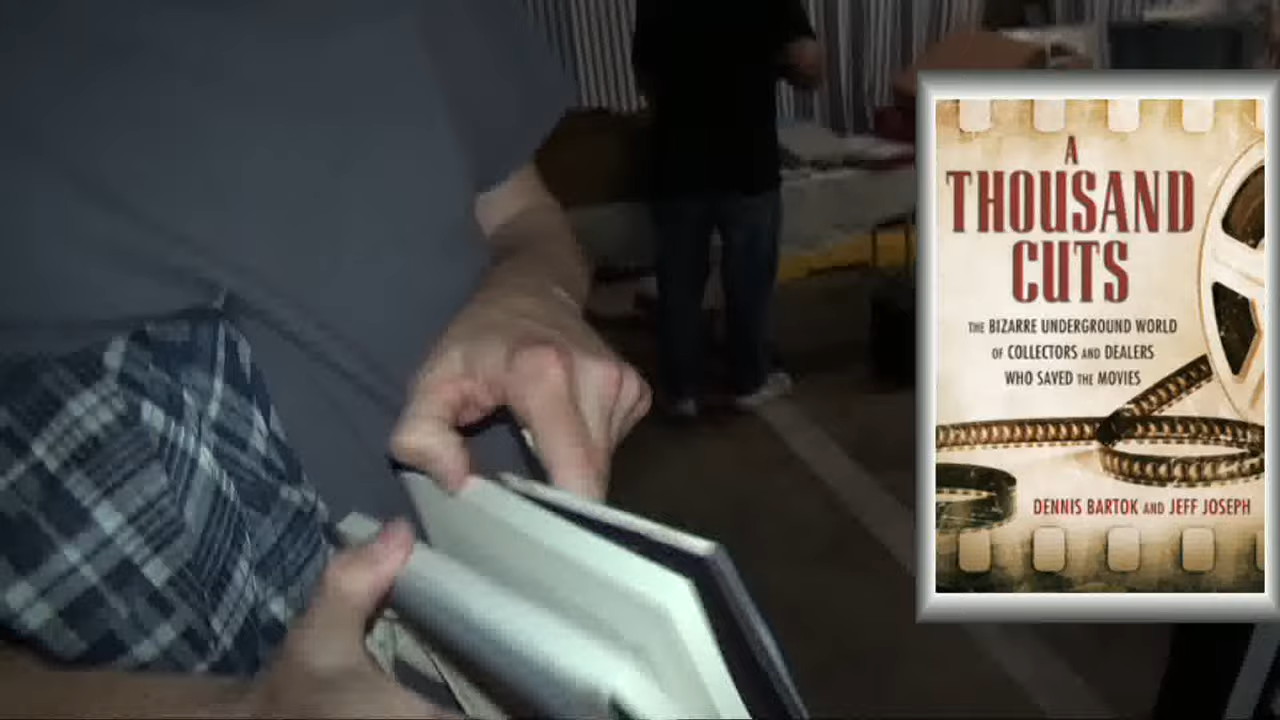 A
THOUSAND
CUTS
THE BIZARRE UNDERGROUND WORLD
OF COLLECTORS AND DEALERS
WHO SAVED THE MOVIES
DENNIS BARTOK AND JEFF JOSEPH